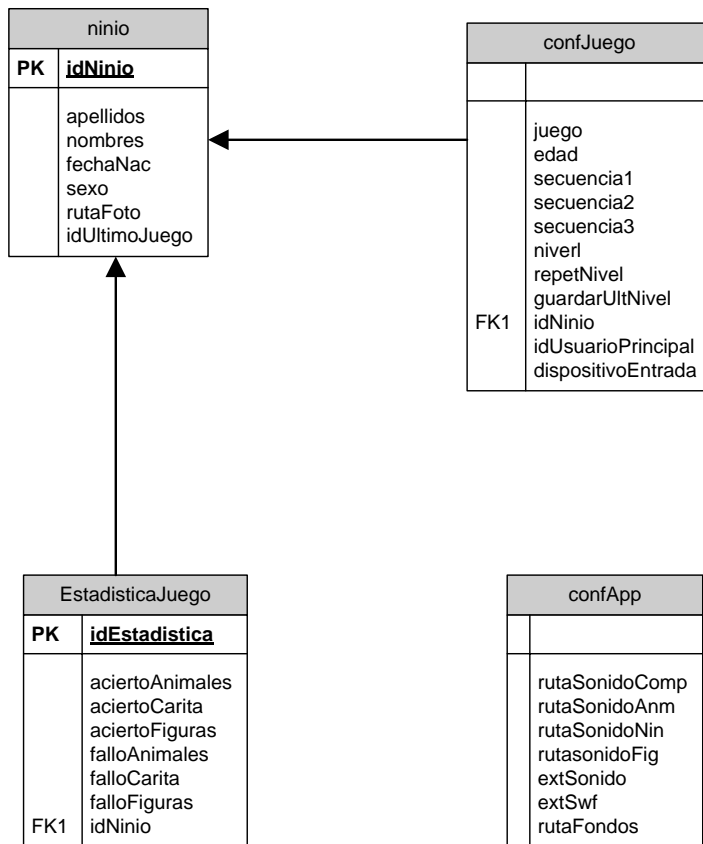 ninio
PK idNinio
apellidos
nombres
fechaNac
sexo
rutaFoto
idUltimoJuego
confJuego
juego
edad
secuencia1
secuencia2
secuencia3
niverl
repetNivel
guardarUltNivel
FK1 idNinio
idUsuarioPrincipal
dispositivoEntrada
EstadisticaJuego
PK idEstadistica
aciertoAnimales
aciertoCarita
aciertoFiguras
falloAnimales
falloCarita
falloFiguras
FK1 idNinio
confApp
rutaSonidoComp
rutaSonidoAnm
rutaSonidoNin
rutasonidoFig
extSonido
extSwf
rutaFondos